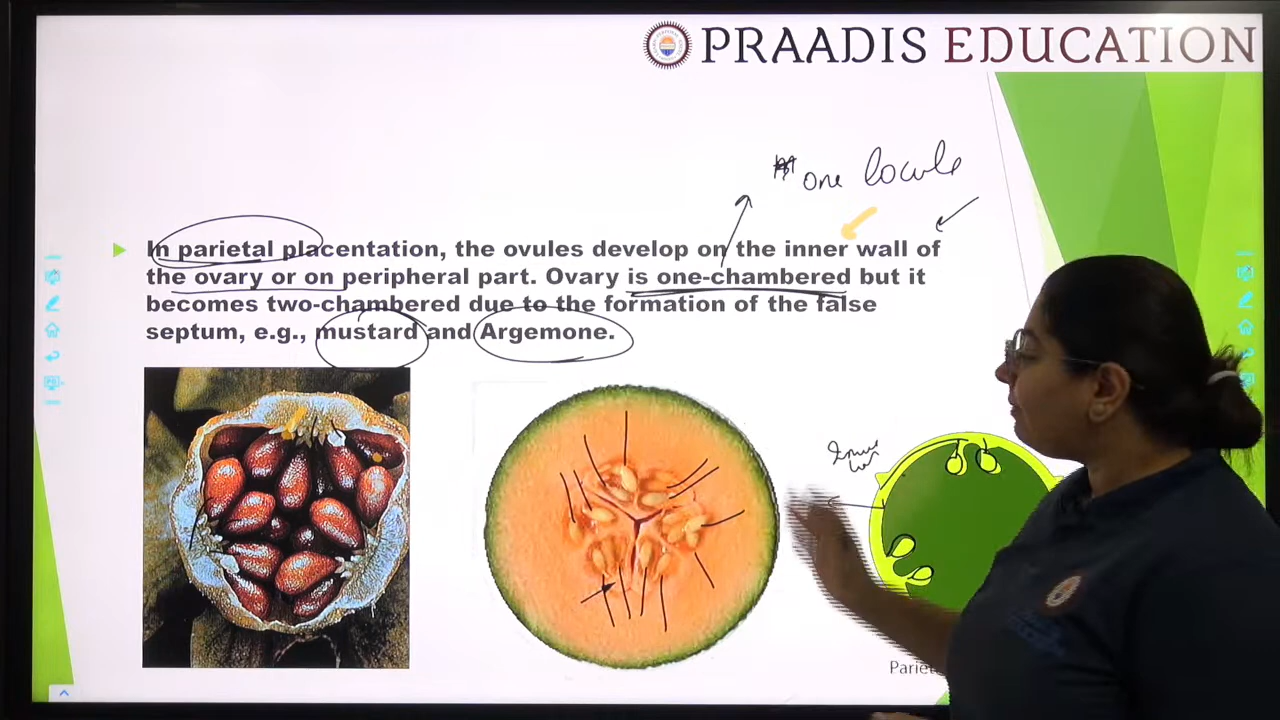 PRAADIS EDUCATION
one locule
In parietal placentation, the ovules develop on the inner wall of
the ovary or on peripheral part. Ovary is one-chambered but it
becomes two-chambered due to the formation of the false
septum, e.g., mustard and Argemone.